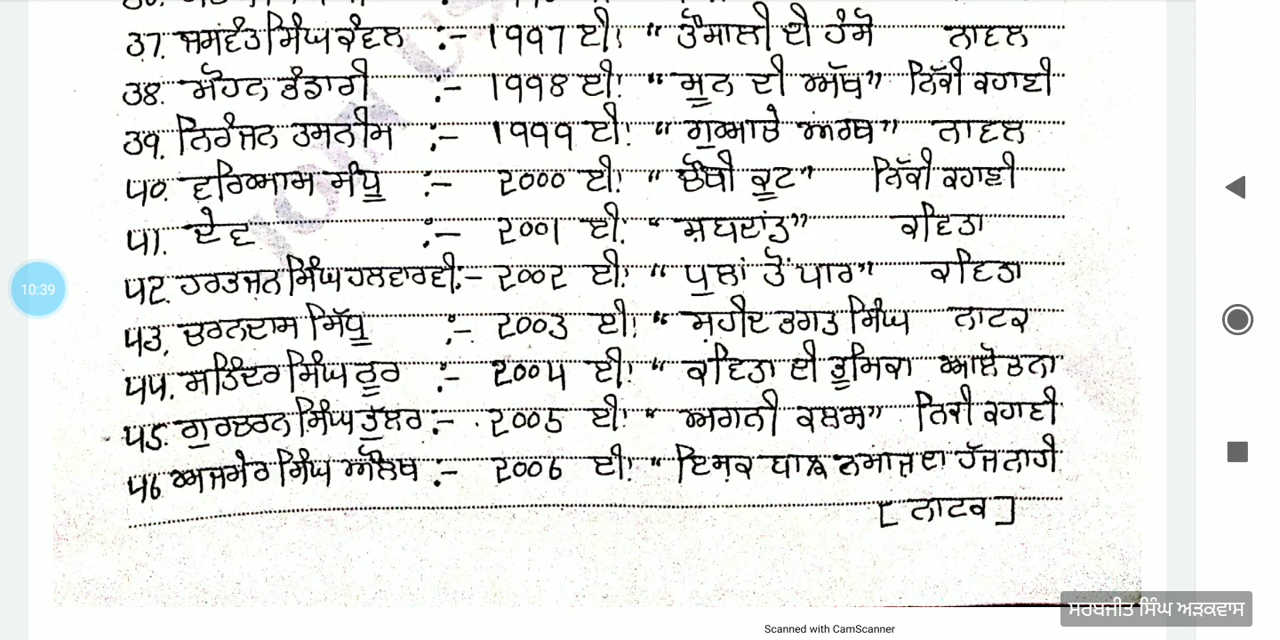 37. ਜਸਵੰਤ ਸਿੰਘ ਕੰਵਲ :- 1997 ਈ! " ਤੌਸਾਲੀ ਦੀ ਹੰਸੋ ਨਾਵਲ
38. ਮੋਹਨ ਭੰਡਾਰੀ :- 1998 ਈ! " ਮੂਨ ਦੀ ਅੱਖ" ਨਿੱਕੀ ਕਹਾਣੀ
39. ਨਿਰੰਜਨ ਤਸਨੀਮ :- 1999 ਈ! " ਗੁਆਚੇ ਅਰਥ" ਨਾਵਲ
40. ਵਰਿਆਮ ਸੰਧੂ :- 2000 ਈ! " ਚੌਥੀ ਕੂਟ" ਨਿੱਕੀ ਕਹਾਣੀ
41. ਦੇਵ :- 2001 ਈ. " ਸ਼ਬਦਾਂਤ" ਕਵਿਤਾ
42. ਹਰਭਜਨ ਸਿੰਘ ਹਲਵਾਰਵੀ:- 2002 ਈ! " ਪੁਲਾਂ ਤੋਂ ਪਾਰ" ਕਵਿਤਾ
43. ਚਰਨਦਾਸ ਸਿੱਧੂ :- 2003 ਈ! " ਸ਼ਹੀਦ ਭਗਤ ਸਿੰਘ ਨਾਟਕ
44. ਸਤਿੰਦਰ ਸਿੰਘ ਨੂਰ :- 2004 ਈ! " ਕਵਿਤਾ ਦੀ ਭੂਮਿਕਾ ਆਲੋਚਨਾ
45. ਗੁਰਚਰਨ ਸਿੰਘ ਭੁੱਲਰ :- 2005 ਈ! " ਅਗਨੀ ਕਲਸ" ਨਿਕੀ ਕਹਾਣੀ
46. ਅਜਮੇਰ ਸਿੰਘ ਔਲਖ :- 2006 ਈ! " ਇਸ਼ਕ ਬਾਝ ਨਮਾਜ਼ ਦਾ ਹੱਜ ਨਾਹੀ
[ ਨਾਟਕ ]
10:39
ਸਰਬਜੀਤ ਸਿੰਘ ਅੜਕਵਾਸ
Scanned with CamScanner